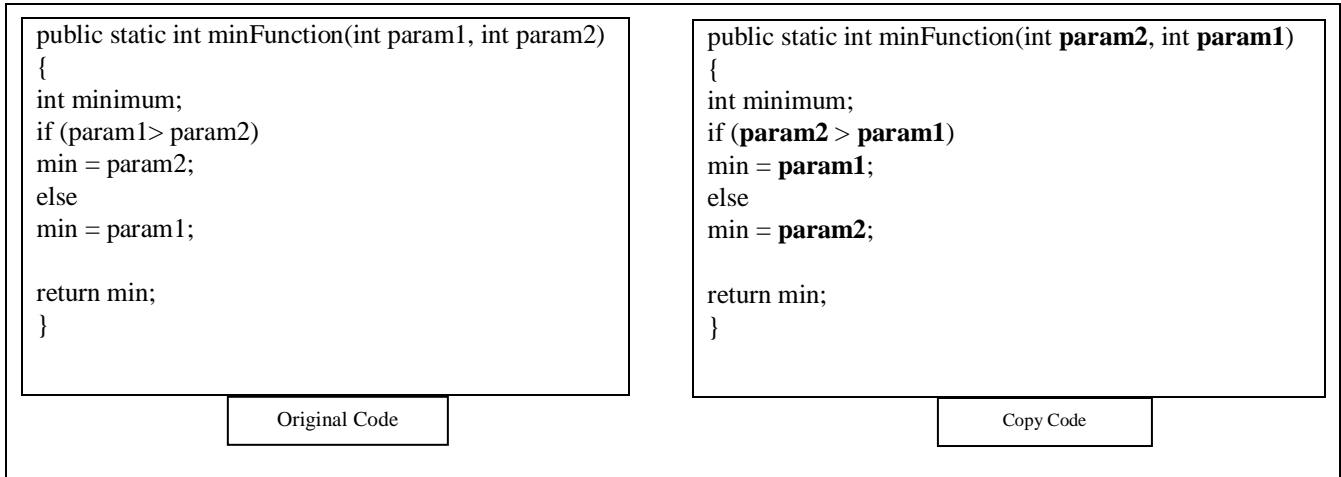 public static int minFunction(int param1, int param2)
{
int minimum;
if (param1> param2)
min = param2;
else
min = param1;
return min;
}
Original Code
public static int minFunction(int param2, int param1)
{
int minimum;
if (param2 > param1)
min = param1;
else
min = param2;
return min;
}
Copy Code